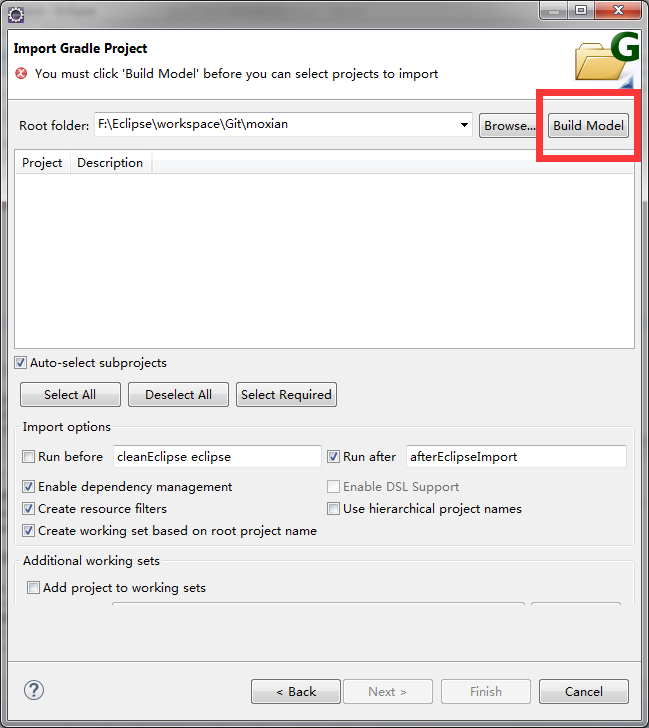 Import Gradle Project
You must click 'Build Model' before you can select projects to import
G
Root folder: F:\Eclipse\workspace\Git\moxian Browse... Build Model
Project Description
Auto-select subprojects
Select All Deselect All Select Required
Import options
Run before cleanEclipse eclipse Run after afterEclipseImport
Enable dependency management Enable DSL Support
Create resource filters Use hierarchical project names
Create working set based on root project name
Additional working sets
Add project to working sets
? < Back Next > Finish Cancel